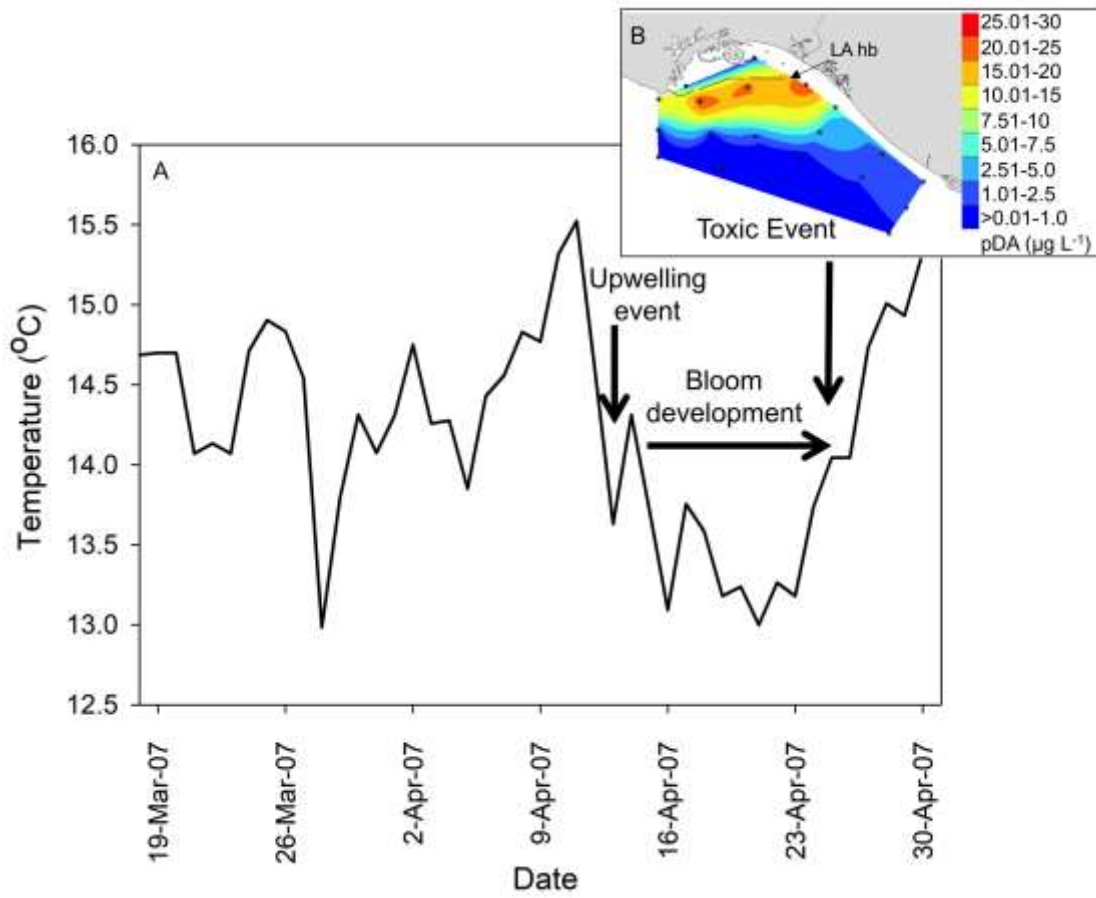 B
LA hb
25.01-30
20.01-25
15.01-20
10.01-15
7.51-10
5.01-7.5
2.51-5.0
1.01-2.5
>0.01-1.0
pDA (µg L⁻¹)
Toxic Event
A
Upwelling
event
Bloom
development
Temperature (ºC)
16.0
15.5
15.0
14.5
14.0
13.5
13.0
12.5
19-Mar-07
26-Mar-07
2-Apr-07
9-Apr-07
16-Apr-07
23-Apr-07
30-Apr-07
Date